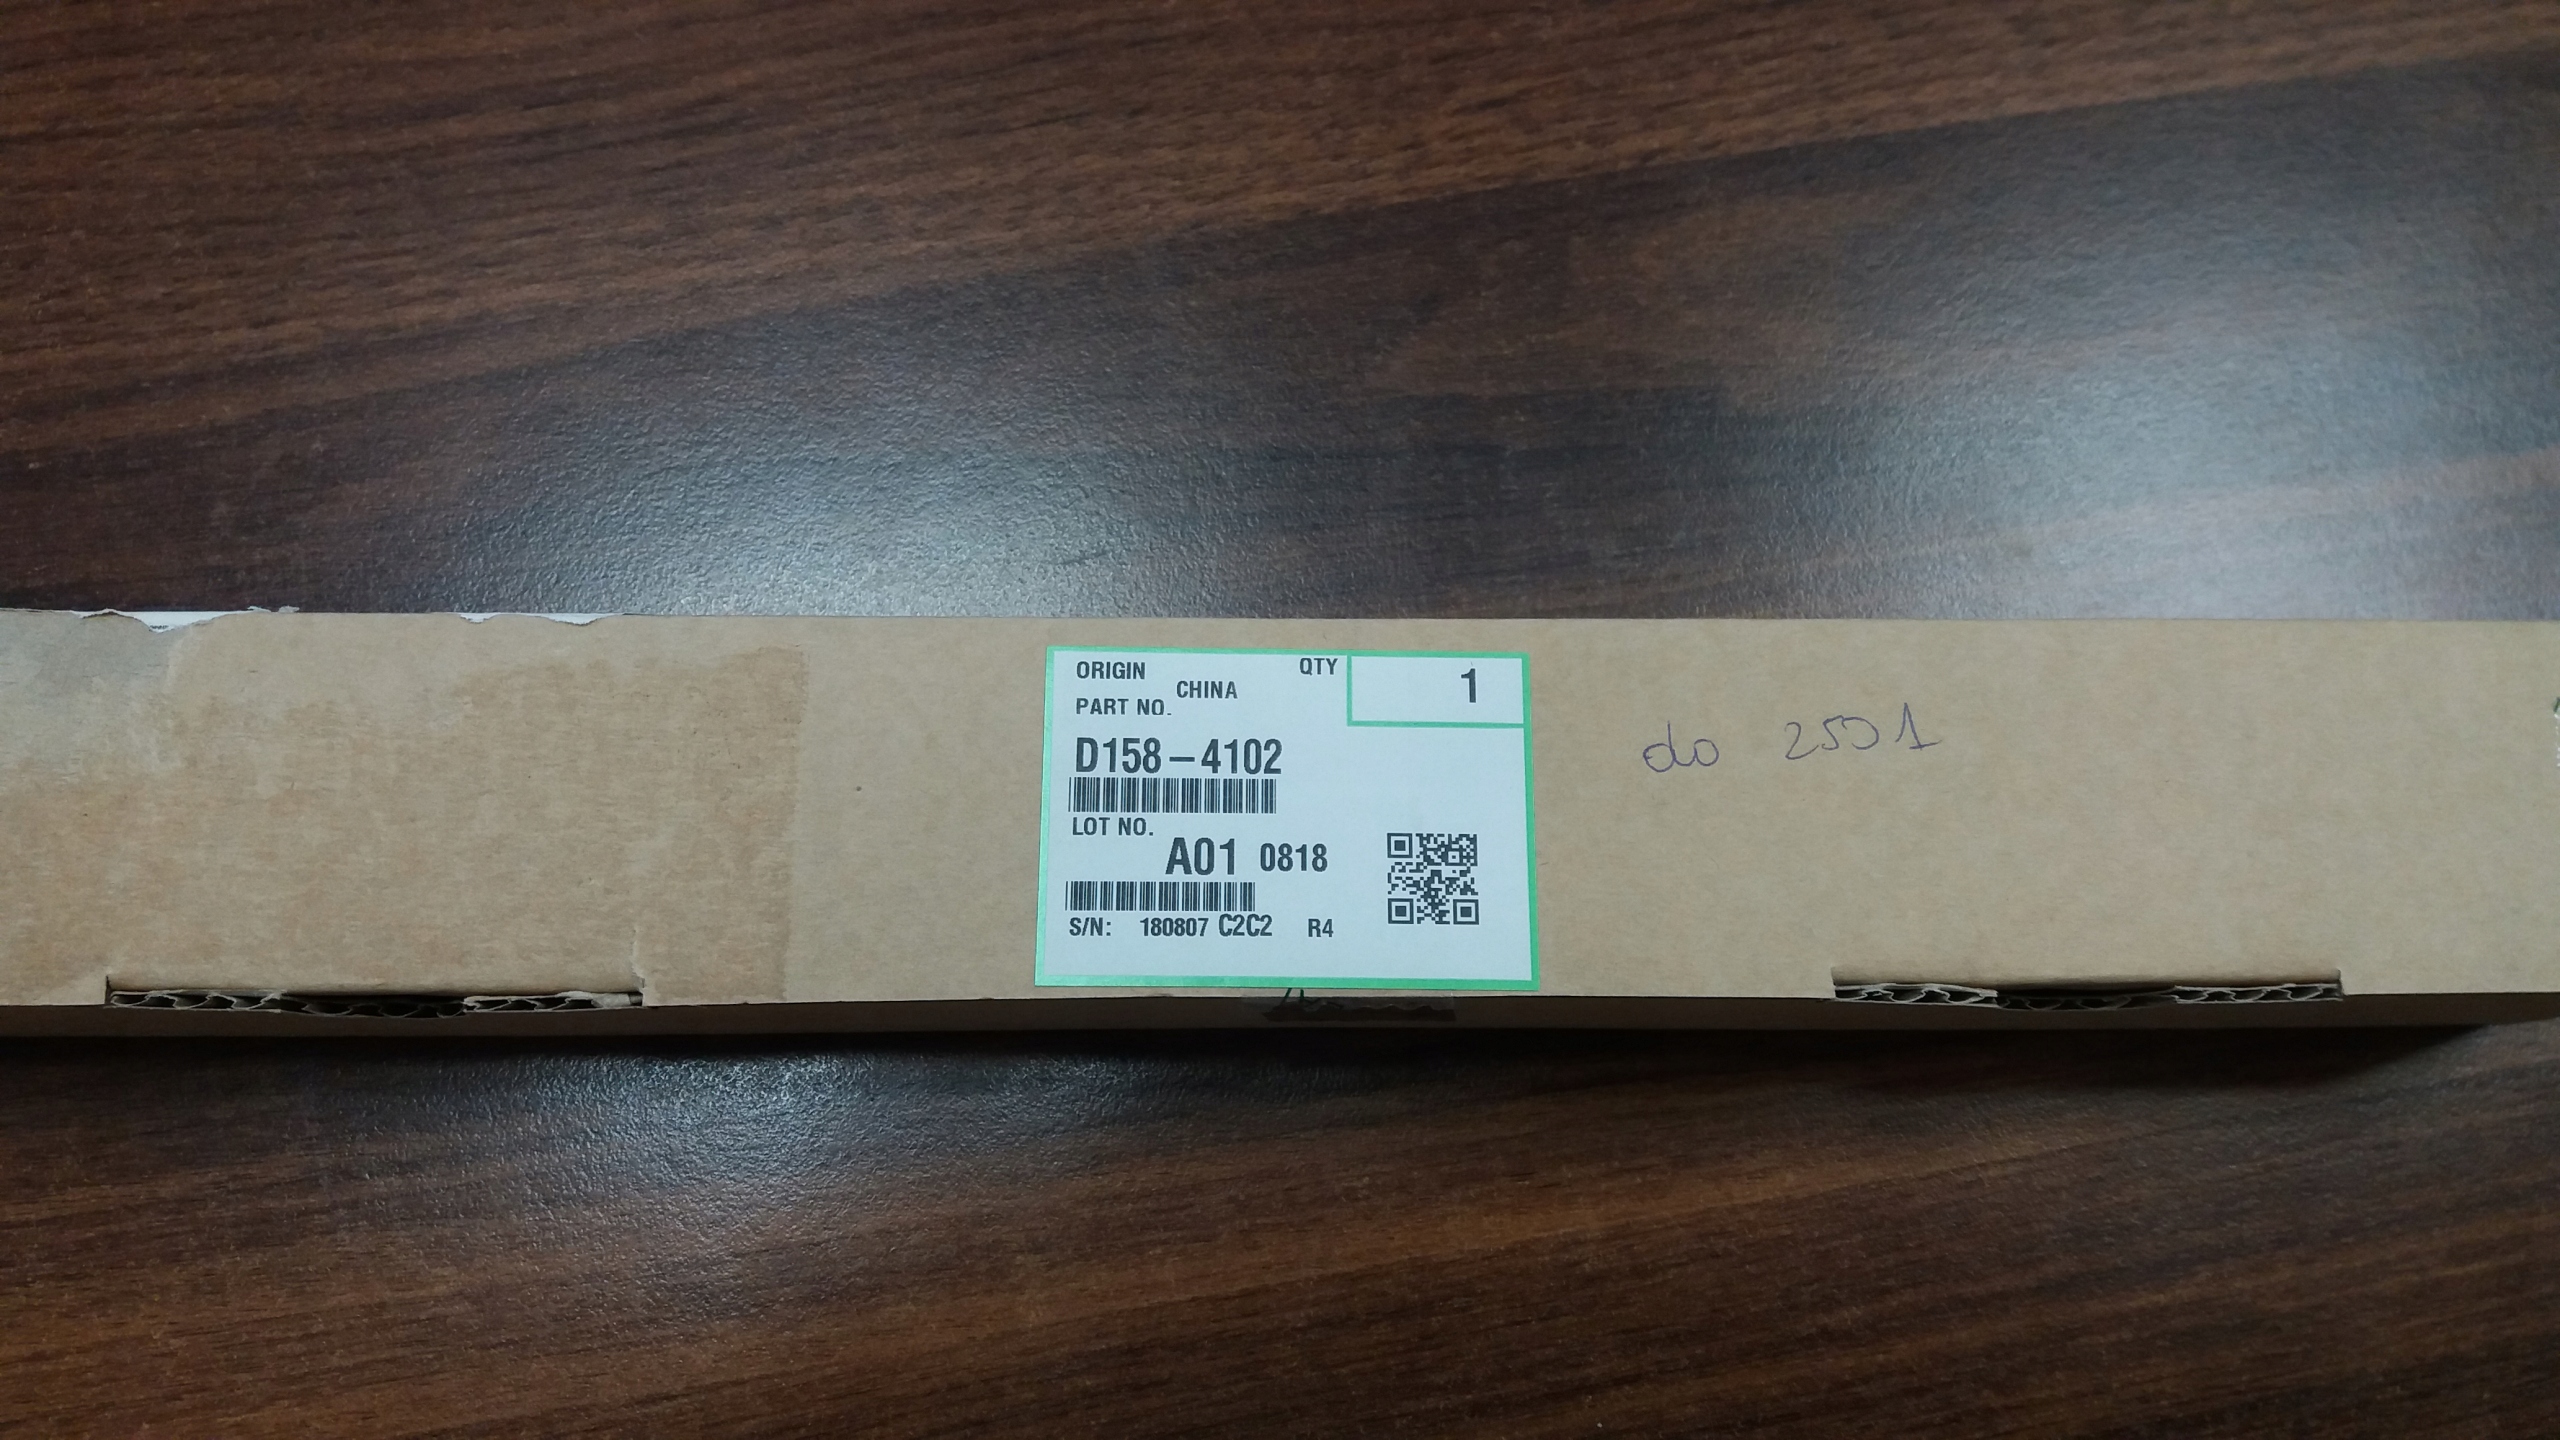 ORIGIN
CHINA
QTY
1
PART NO.
D158-4102
LOT NO.
A01 0818
S/N: 180807 C2C2 R4
do 2501